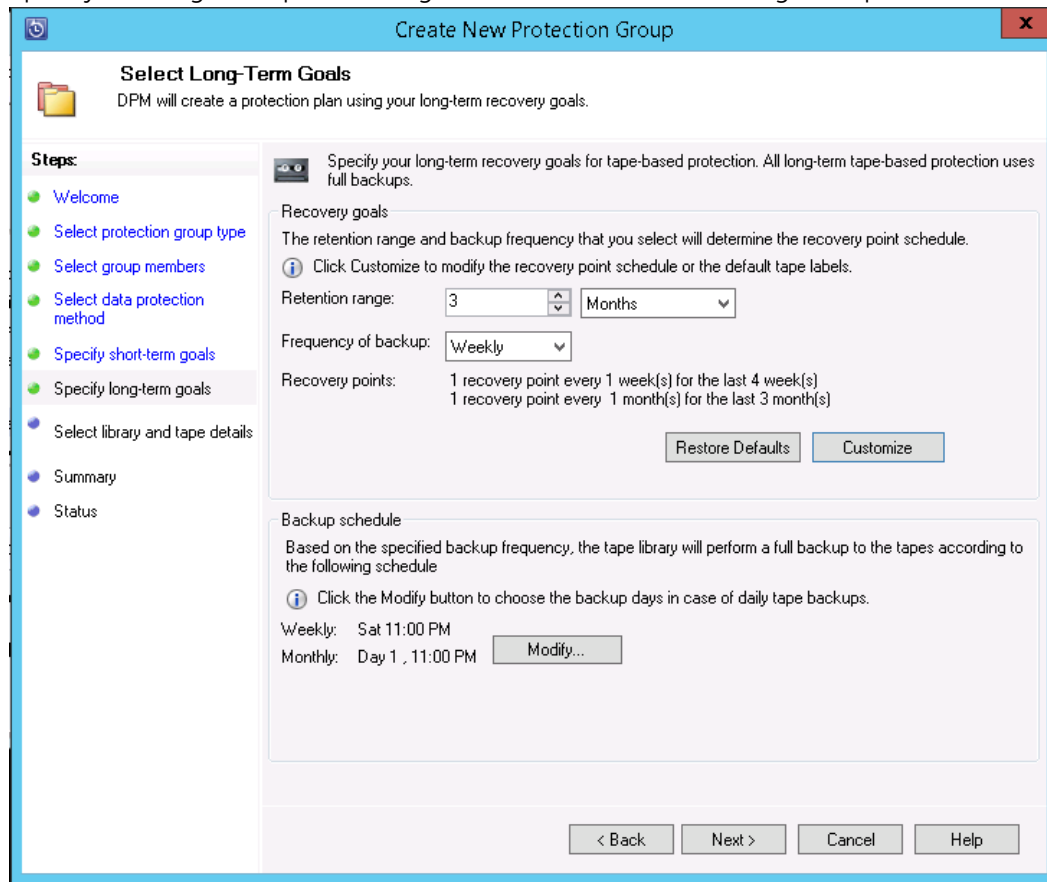 Create New Protection Group
X
Select Long-Term Goals
DPM will create a protection plan using your long-term recovery goals.
Steps:
Welcome
Select protection group type
Select group members
Select data protection
method
Specify short-term goals
Specify long-term goals
Select library and tape details
Summary
Status
Specify your long-term recovery goals for tape-based protection. All long-term tape-based protection uses
full backups.
Recovery goals
The retention range and backup frequency that you select will determine the recovery point schedule.
Click Customize to modify the recovery point schedule or the default tape labels.
Retention range: 3 Months
Frequency of backup: Weekly
Recovery points: 1 recovery point every 1 week(s) for the last 4 week(s)
1 recovery point every 1 month(s) for the last 3 month(s)
Restore Defaults Customize
Backup schedule
Based on the specified backup frequency, the tape library will perform a full backup to the tapes according to
the following schedule
Click the Modify button to choose the backup days in case of daily tape backups.
Weekly: Sat 11:00 PM
Monthly: Day 1 , 11:00 PM Modify...
< Back Next > Cancel Help